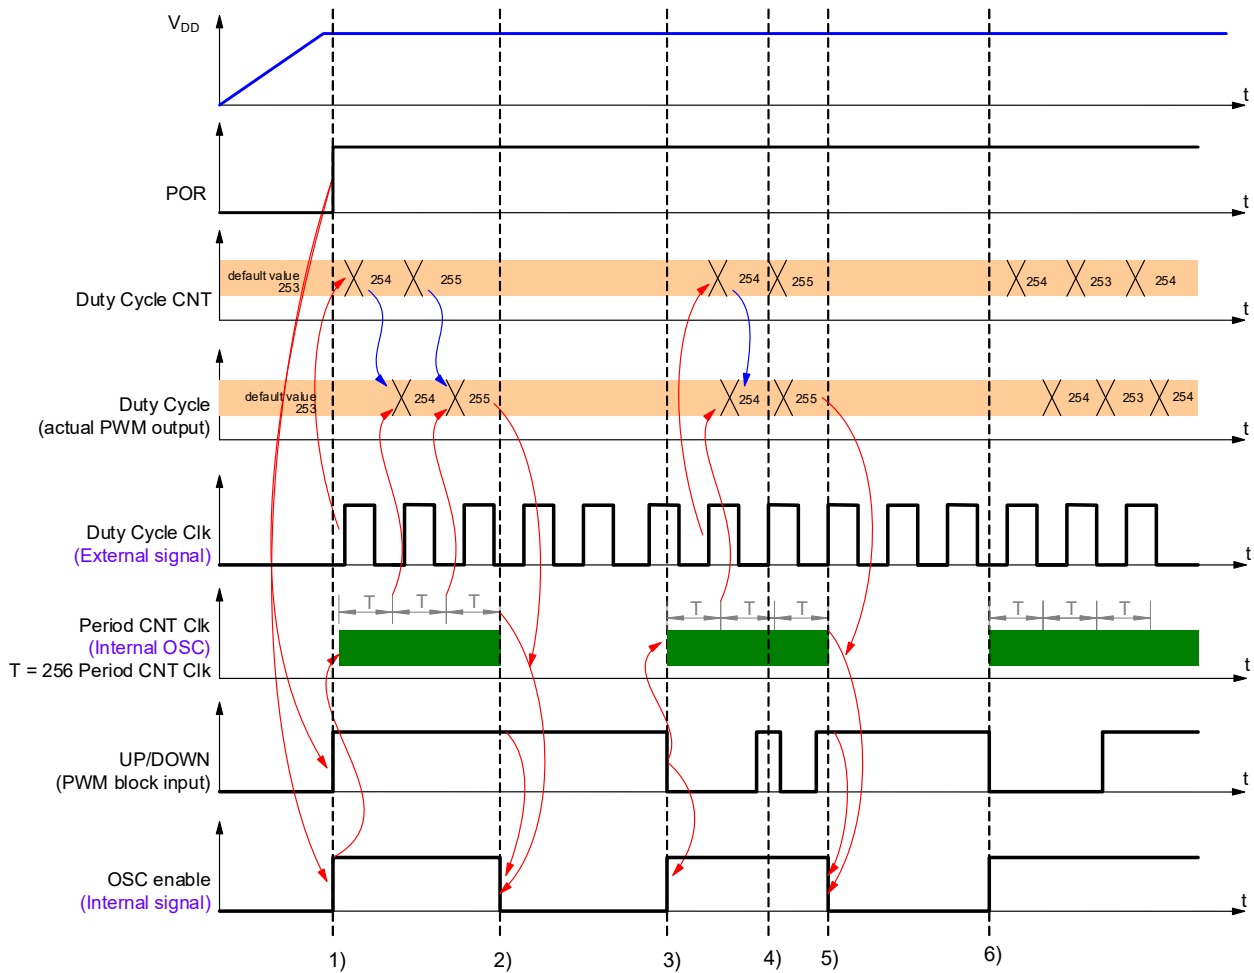 V_DD
t
POR
t
default value
253
254
255
254
255
254
253
254
Duty Cycle CNT
t
default value
253
254
255
254
255
254
253
254
Duty Cycle
(actual PWM output)
t
Duty Cycle Clk
(External signal)
t
T
T
T
T
T
T
T
T
T
Period CNT Clk
(Internal OSC)
T = 256 Period CNT Clk
t
UP/DOWN
(PWM block input)
t
OSC enable
(Internal signal)
t
1)
2)
3)
4)
5)
6)